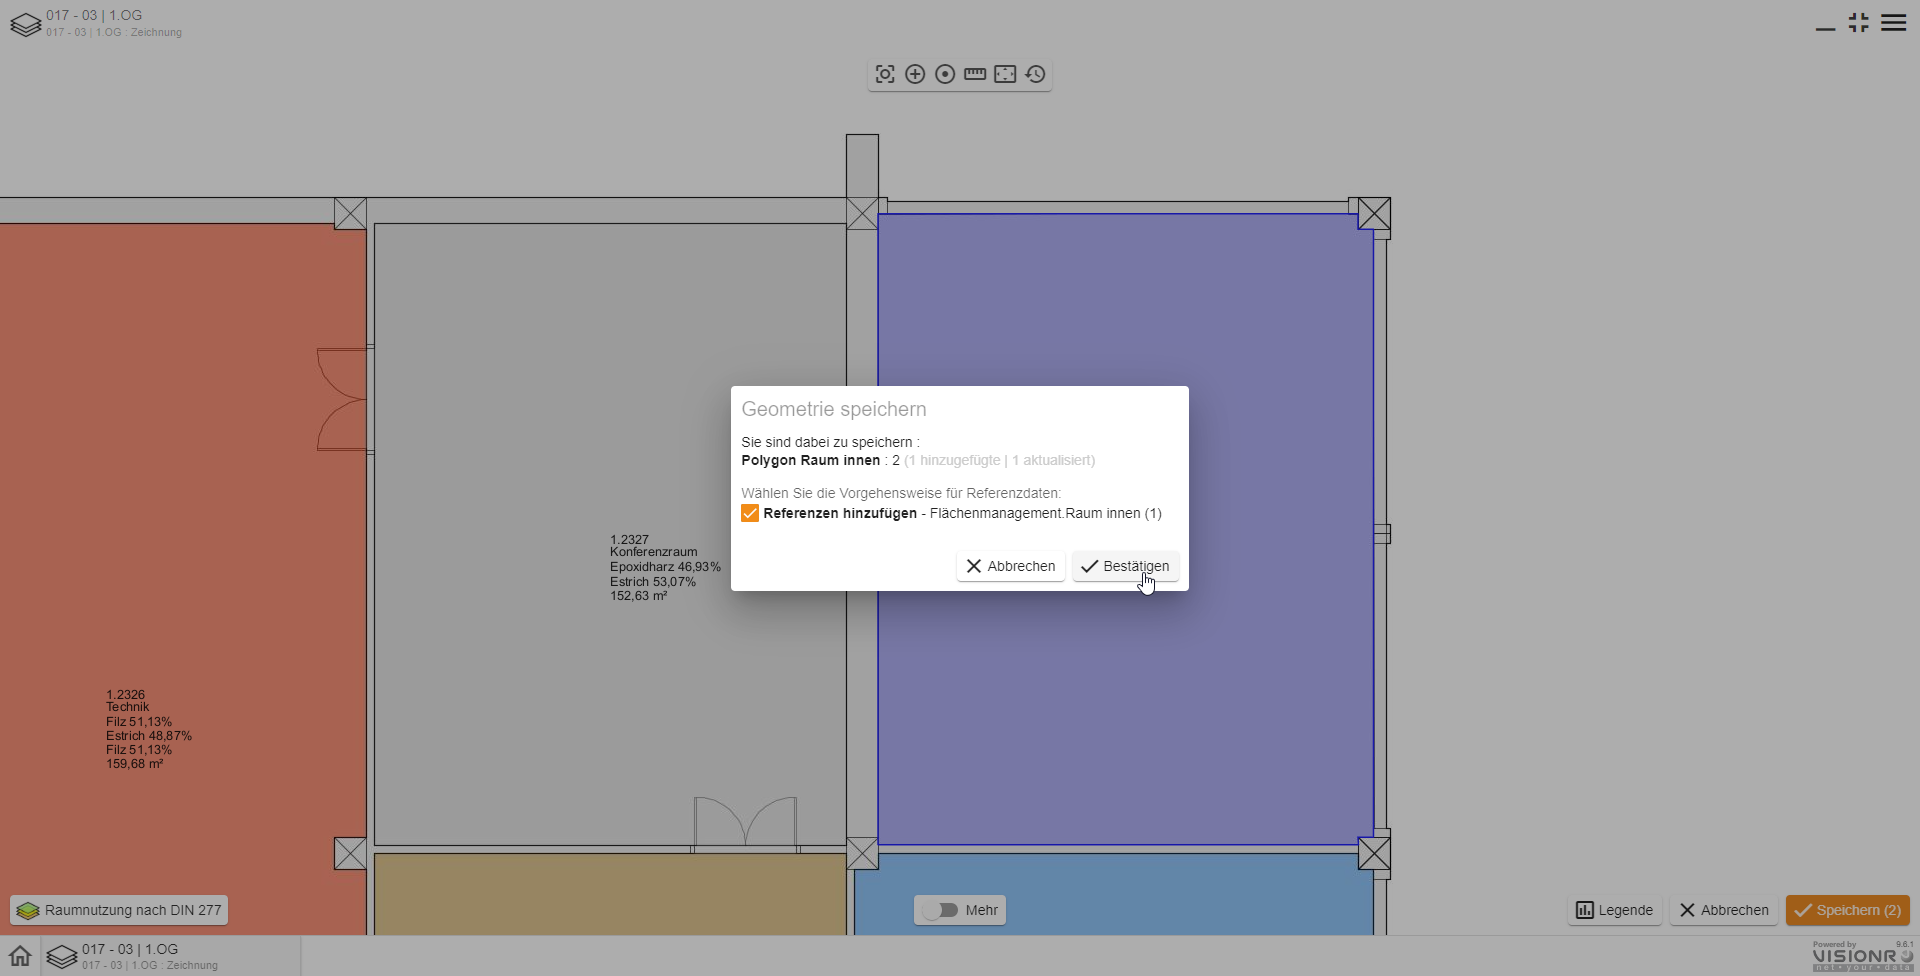 017 - 03 | 1.OG
017 - 03 | 1.OG : Zeichnung
Geometrie speichern
Sie sind dabei zu speichern :
Polygon Raum innen : 2 (1 hinzugefügte | 1 aktualisiert)
Wählen Sie die Vorgehensweise für Referenzdaten:
Referenzen hinzufügen - Flächenmanagement.Raum innen (1)
Abbrechen
Bestätigen
1.2327
Konferenzraum
Epoxidharz 46,93%
Estrich 53,07%
152,63 m²
1.2326
Technik
Filz 51,13%
Estrich 48,87%
Filz 51,13%
159,68 m²
Raumnutzung nach DIN 277
Mehr
Legende
Abbrechen
Speichern (2)
017 - 03 | 1.OG
017 - 03 | 1.OG : Zeichnung
Powered by 9.6.1
VISIONR
net • your • data